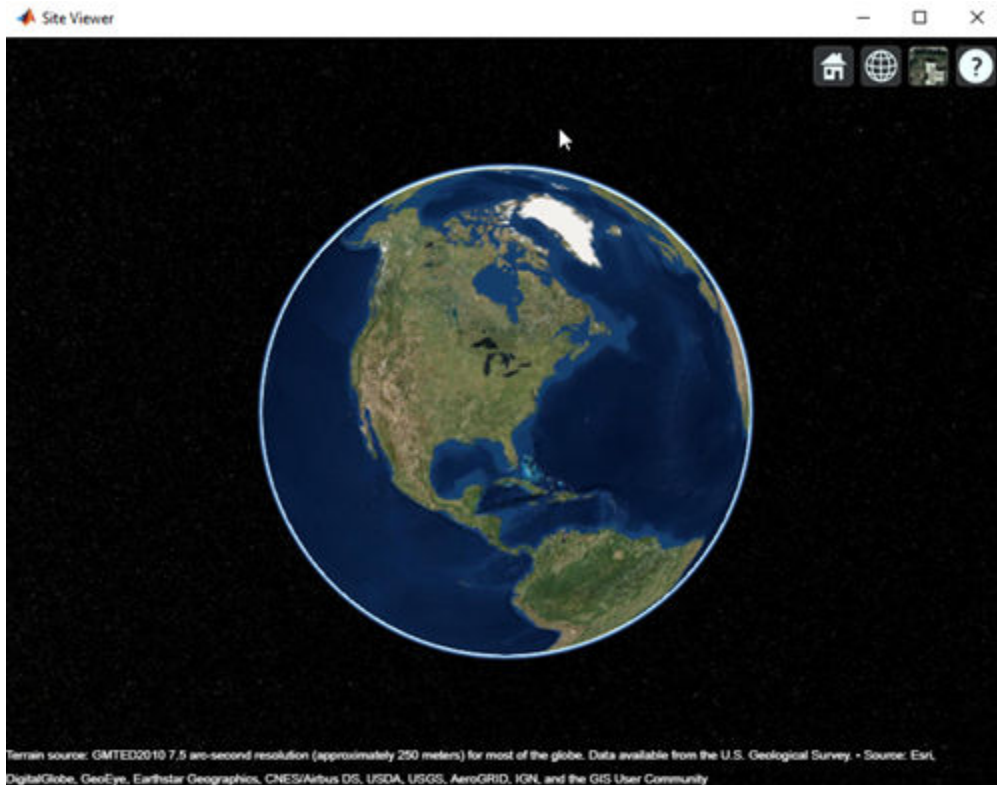 Site Viewer
?
Terrain source: GMTED2010 7.5 arc-second resolution (approximately 250 meters) for most of the globe. Data available from the U.S. Geological Survey. • Source: Esri,
DigitalGlobe, GeoEye, Earthstar Geographics, CNES/Airbus DS, USDA, USGS, AeroGRID, IGN, and the GIS User Community